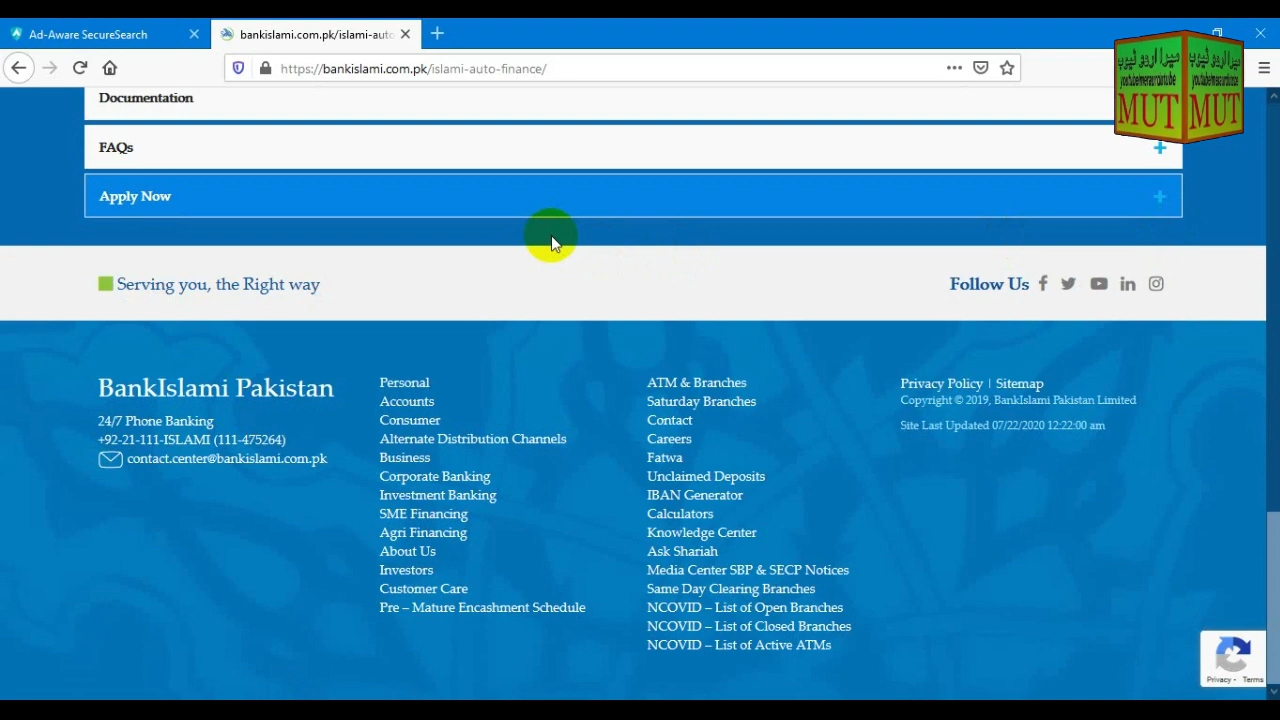 Ad-Aware SecureSearch
bankislami.com.pk/islami-auto
https://bankislami.com.pk/islami-auto-finance/
میرا اردو ٹیوب
میرا اردو ٹیوب
MUT
MUT
Documentation
FAQs
Apply Now
Serving you, the Right way
Follow Us
BankIslami Pakistan
24/7 Phone Banking
+92-21-111-ISLAMI (111-475264)
contact.center@bankislami.com.pk
Personal
Accounts
Consumer
Alternate Distribution Channels
Business
Corporate Banking
Investment Banking
SME Financing
Agri Financing
About Us
Investors
Customer Care
Pre – Mature Encashment Schedule
ATM & Branches
Saturday Branches
Contact
Careers
Fatwa
Unclaimed Deposits
IBAN Generator
Calculators
Knowledge Center
Ask Shariah
Media Center SBP & SECP Notices
Same Day Clearing Branches
NCOVID – List of Open Branches
NCOVID – List of Closed Branches
NCOVID – List of Active ATMs
Privacy Policy | Sitemap
Copyright © 2019, BankIslami Pakistan Limited
Site Last Updated 07/22/2020 12:22:00 am
Privacy - Terms